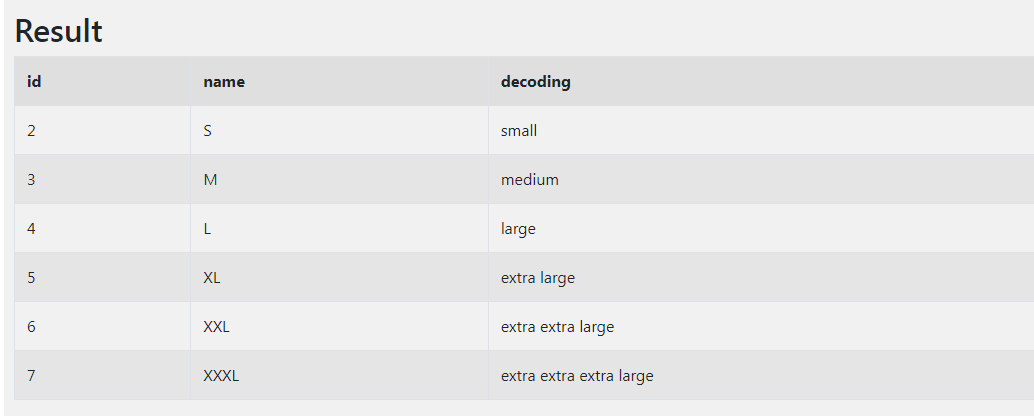 Result
id name decoding
2 S small
3 M medium
4 L large
5 XL extra large
6 XXL extra extra large
7 XXXL extra extra extra large